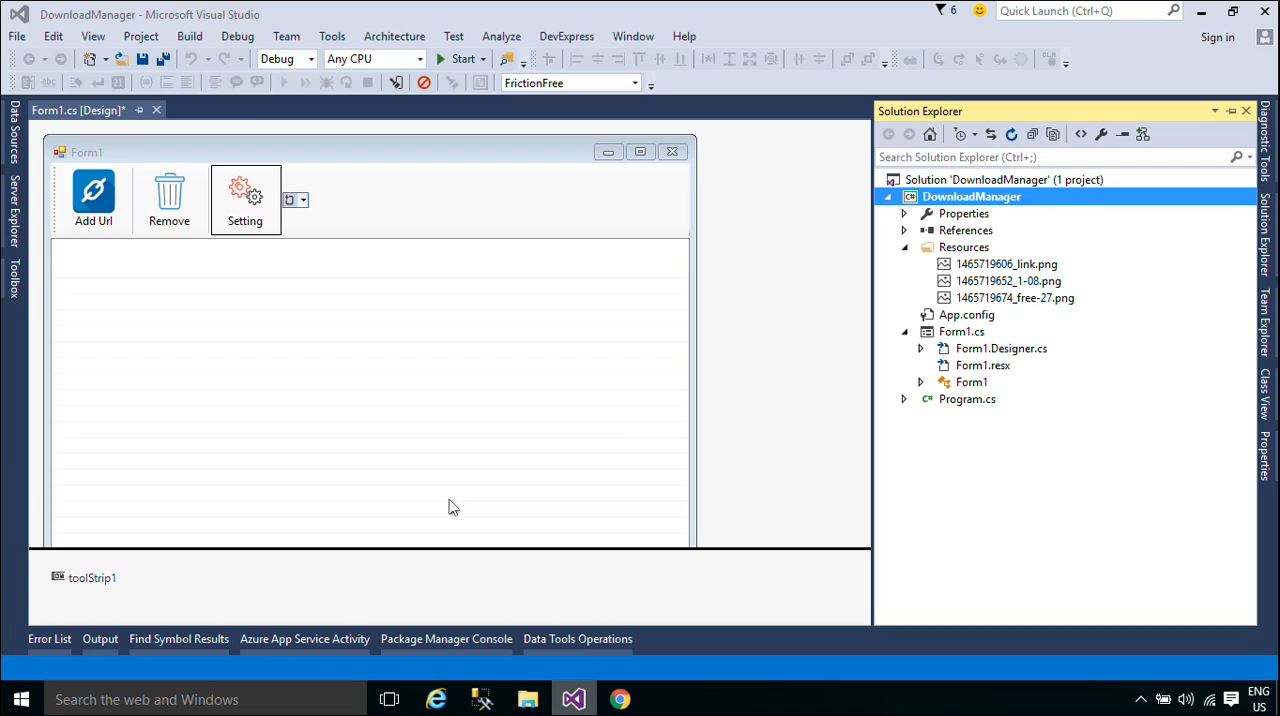 DownloadManager - Microsoft Visual Studio
6
Quick Launch (Ctrl+Q)
File Edit View Project Build Debug Team Tools Architecture Test Analyze DevExpress Window Help
Sign in
Debug Any CPU Start
FrictionFree
Data Sources
Server Explorer
Toolbox
Form1.cs [Design]*
Form1
Add Url
Remove
Setting
toolStrip1
Solution Explorer
Search Solution Explorer (Ctrl+;)
Solution 'DownloadManager' (1 project)
C# DownloadManager
Properties
References
Resources
1465719606_link.png
1465719652_1-08.png
1465719674_free-27.png
App.config
Form1.cs
Form1.Designer.cs
Form1.resx
Form1
C# Program.cs
Diagnostic Tools
Solution Explorer
Team Explorer
Class View
Properties
Error List Output Find Symbol Results Azure App Service Activity Package Manager Console Data Tools Operations
Search the web and Windows
ENG
US